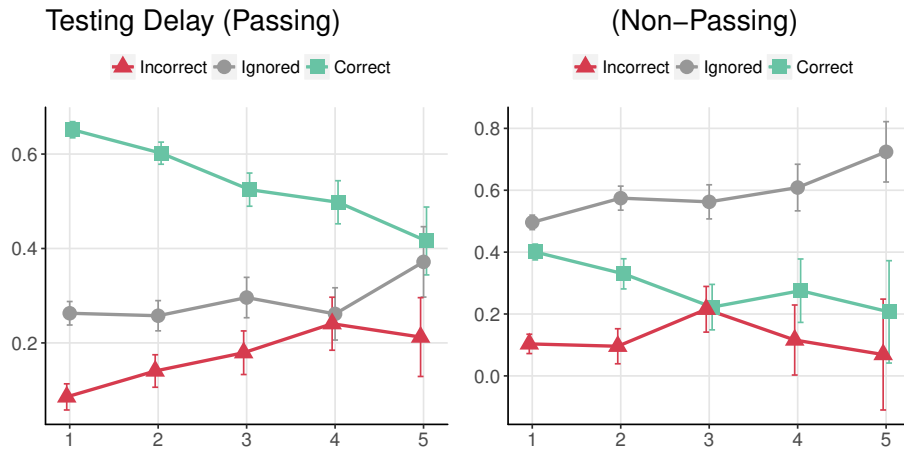 Testing Delay (Passing)
Incorrect Ignored Correct
0.6
0.4
0.2
1 2 3 4 5
(Non−Passing)
Incorrect Ignored Correct
0.8
0.6
0.4
0.2
0.0
1 2 3 4 5